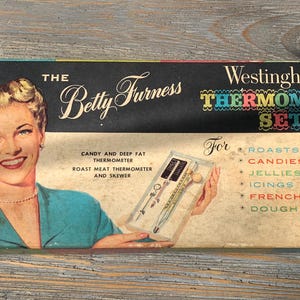 THE
Betty Furness
Westingh
THERMOM
SET
CANDY AND DEEP FAT
THERMOMETER
ROAST MEAT THERMOMETER
AND SKEWER
For
• ROASTS
• CANDIES
• JELLIES
• ICINGS
• FRENCH
• DOUGH